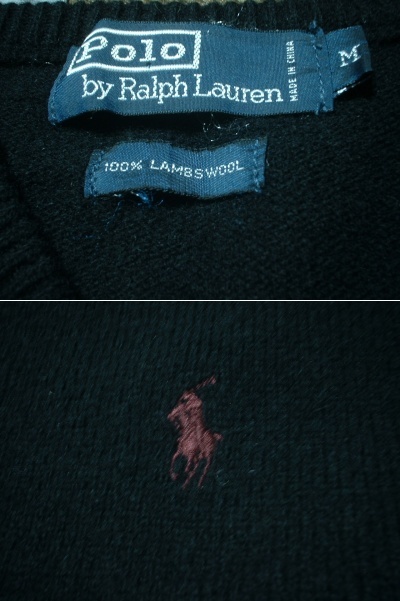 Polo
by Ralph Lauren
MADE IN CHINA
M
100% LAMBSWOOL